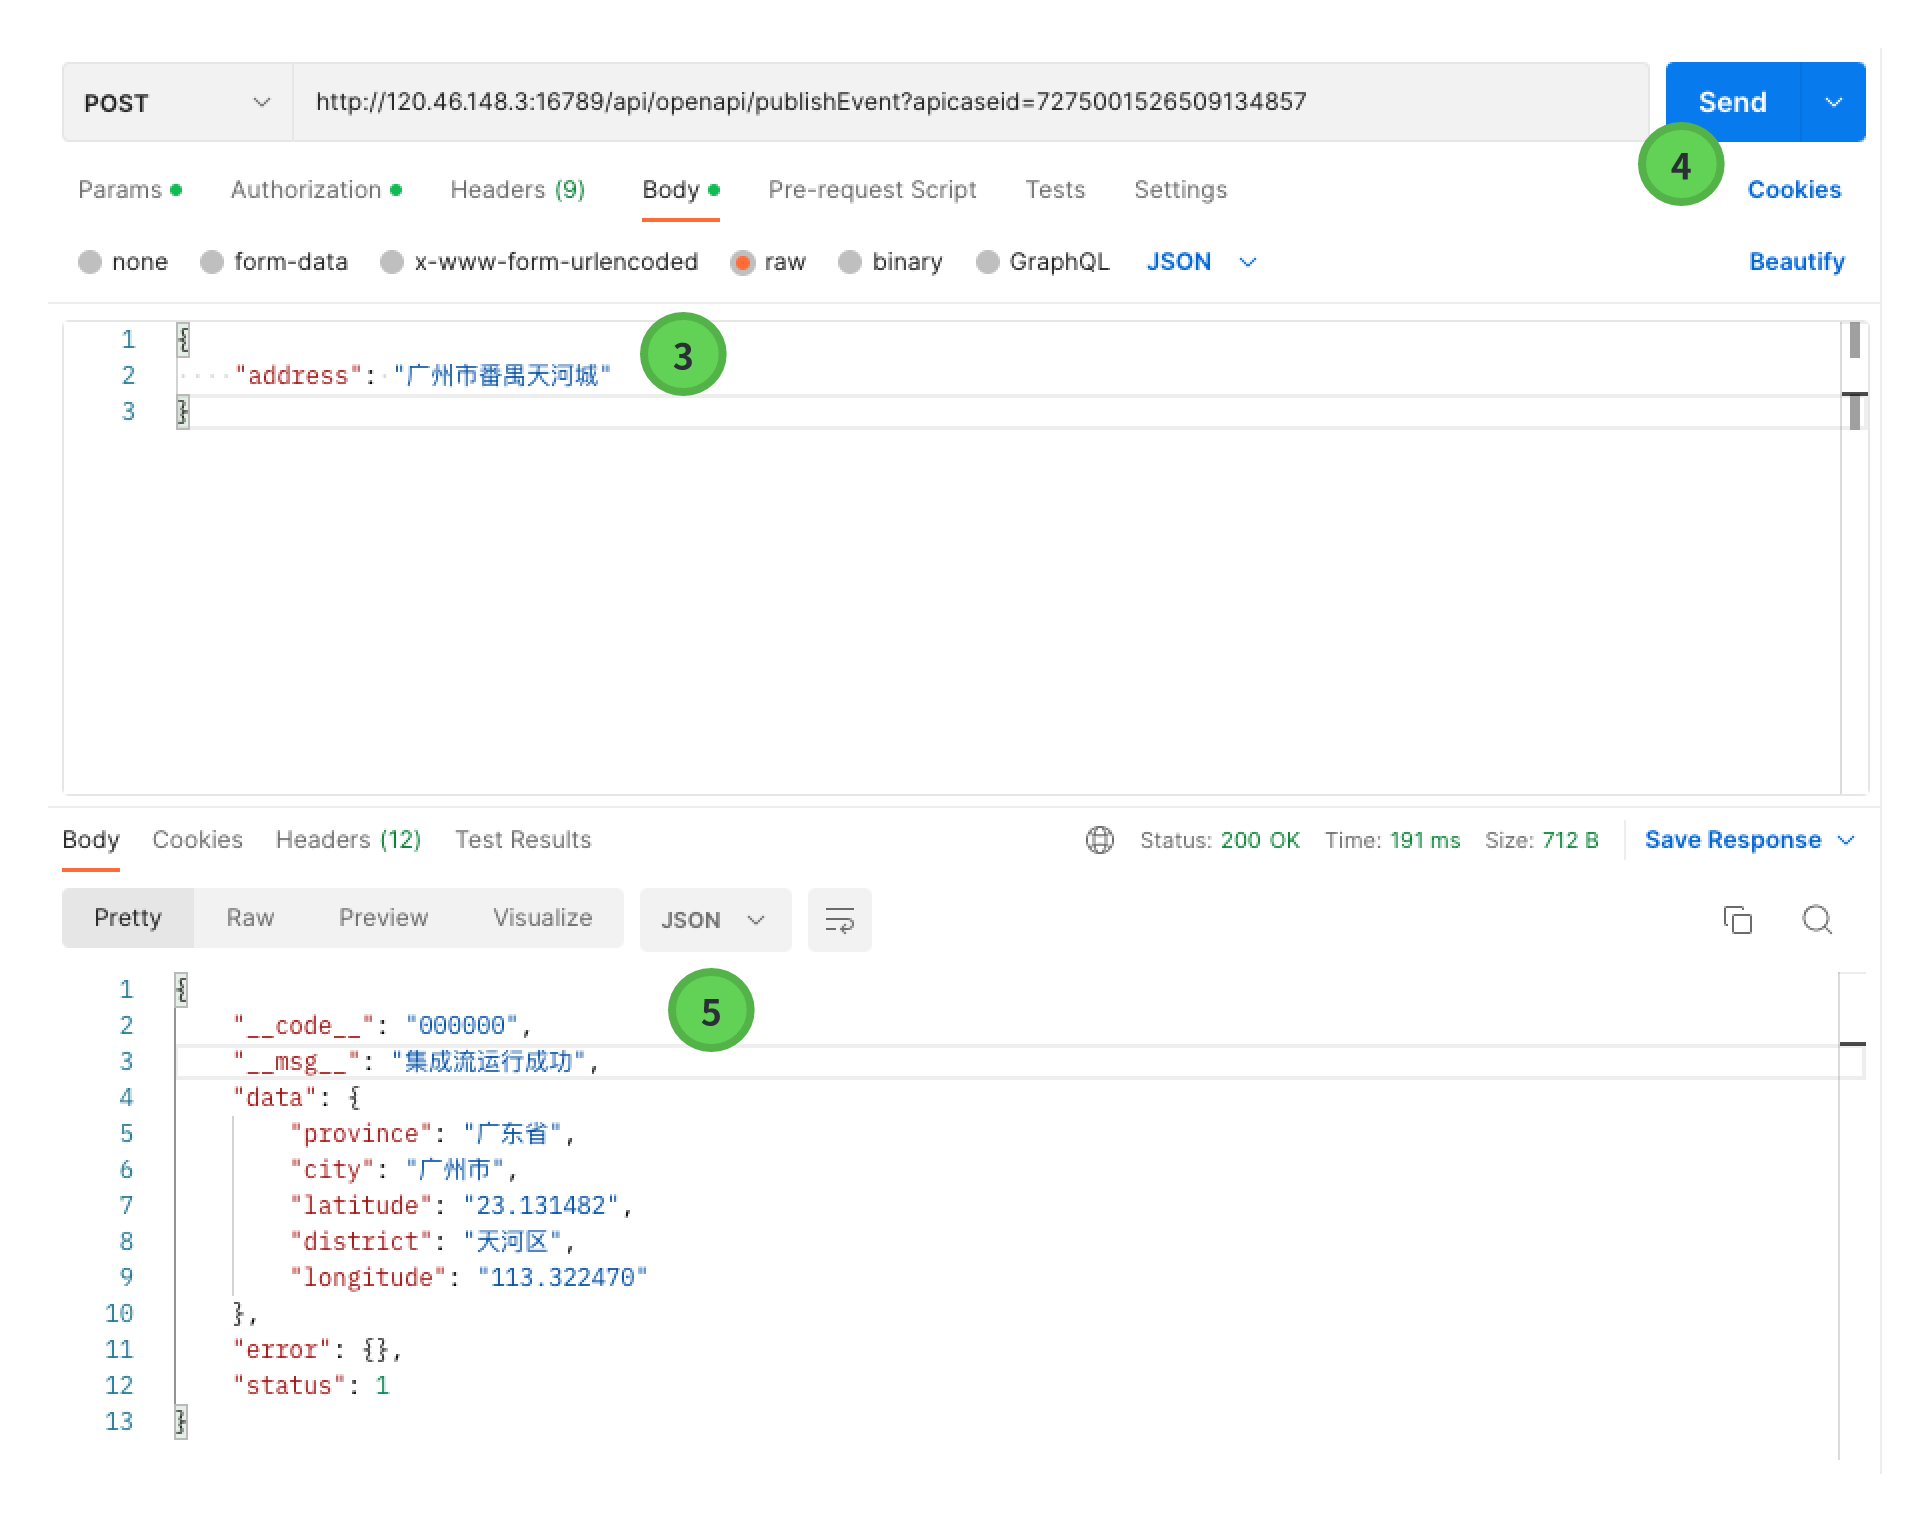 POST http://120.46.148.3:16789/api/openapi/publishEvent?apicaseid=7275001526509134857 Send
4
Params Authorization Headers (9) Body Pre-request Script Tests Settings Cookies
none form-data x-www-form-urlencoded raw binary GraphQL JSON Beautify
3
1 {
2 "address": "广州市番禺天河城"
3 }
Body Cookies Headers (12) Test Results Status: 200 OK Time: 191 ms Size: 712 B Save Response
Pretty Raw Preview Visualize JSON
5
1 {
2 "__code__": "000000",
3 "__msg__": "集成流运行成功",
4 "data": {
5 "province": "广东省",
6 "city": "广州市",
7 "latitude": "23.131482",
8 "district": "天河区",
9 "longitude": "113.322470"
10 },
11 "error": {},
12 "status": 1
13 }